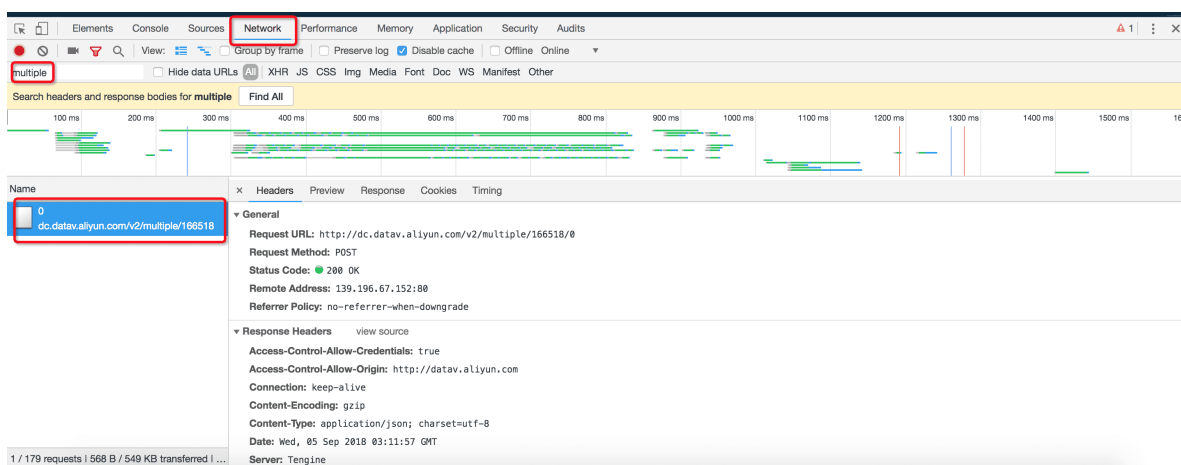 Elements Console Sources Network Performance Memory Application Security Audits 1
View: Group by frame Preserve log Disable cache Offline Online
multiple Hide data URLs All XHR JS CSS Img Media Font Doc WS Manifest Other
Search headers and response bodies for multiple Find All
100 ms 200 ms 300 ms 400 ms 500 ms 600 ms 700 ms 800 ms 900 ms 1000 ms 1100 ms 1200 ms 1300 ms 1400 ms 1500 ms 16
Name × Headers Preview Response Cookies Timing
0
dc.datav.aliyun.com/v2/multiple/166518
General
Request URL: http://dc.datav.aliyun.com/v2/multiple/166518/0
Request Method: POST
Status Code: 200 OK
Remote Address: 139.196.67.152:80
Referrer Policy: no-referrer-when-downgrade
Response Headers view source
Access-Control-Allow-Credentials: true
Access-Control-Allow-Origin: http://datav.aliyun.com
Connection: keep-alive
Content-Encoding: gzip
Content-Type: application/json; charset=utf-8
Date: Wed, 05 Sep 2018 03:11:57 GMT
1 / 179 requests | 568 B / 549 KB transferred | ... Server: Tengine